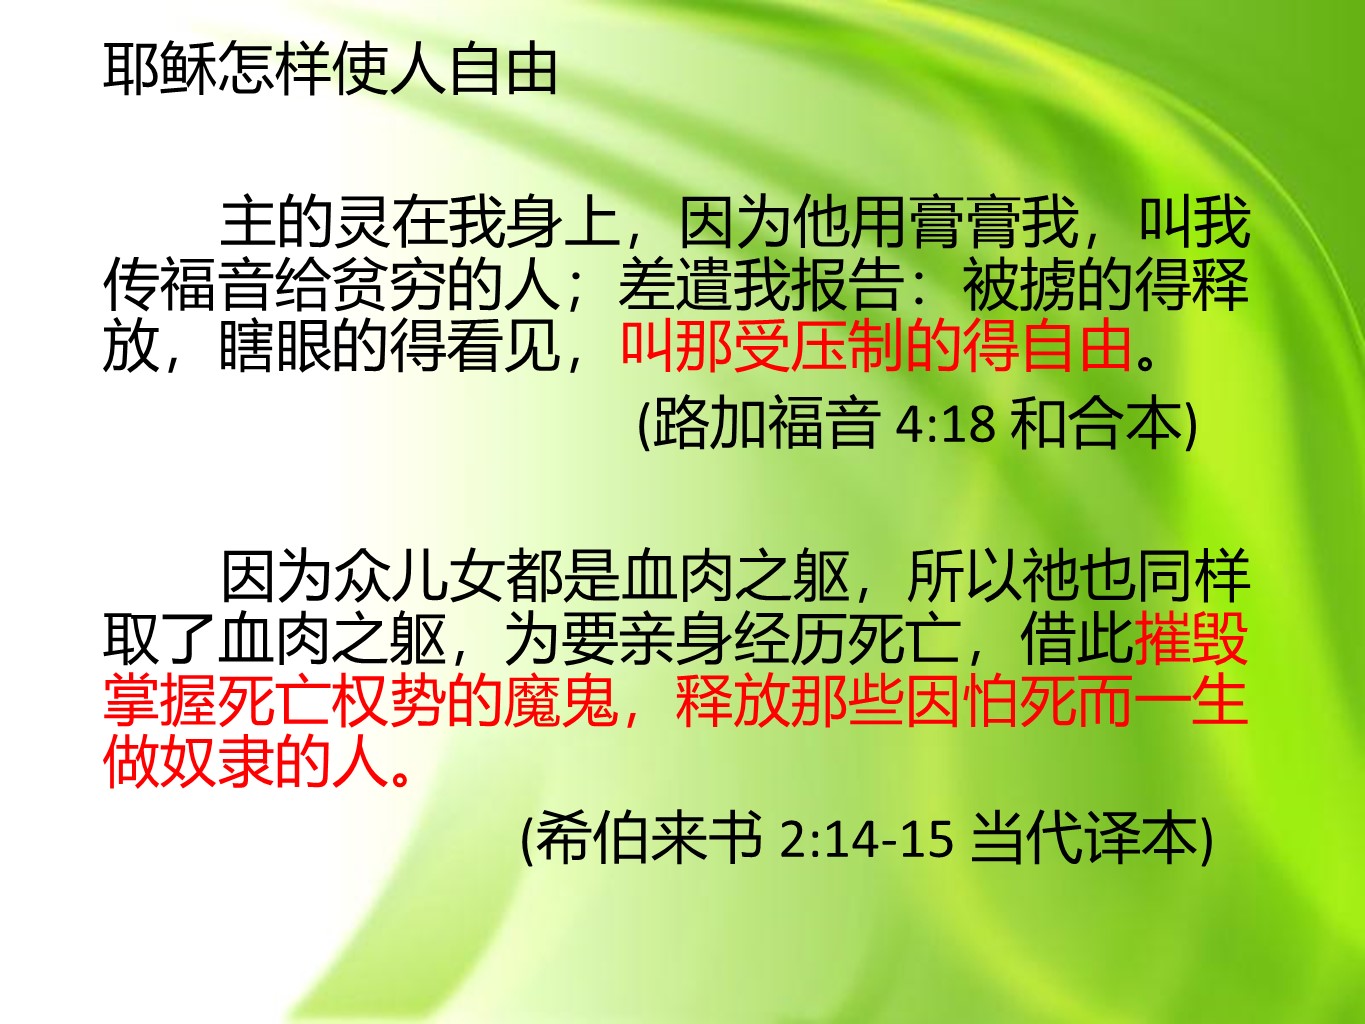 耶稣怎样使人自由
主的灵在我身上，因为他用膏膏我，叫我
传福音给贫穷的人；差遣我报告：被掳的得释
放，瞎眼的得看见，叫那受压制的得自由。
(路加福音 4:18 和合本)
因为众儿女都是血肉之躯，所以祂也同样
取了血肉之躯，为要亲身经历死亡，借此摧毁
掌握死亡权势的魔鬼，释放那些因怕死而一生
做奴隶的人。
(希伯来书 2:14-15 当代译本)